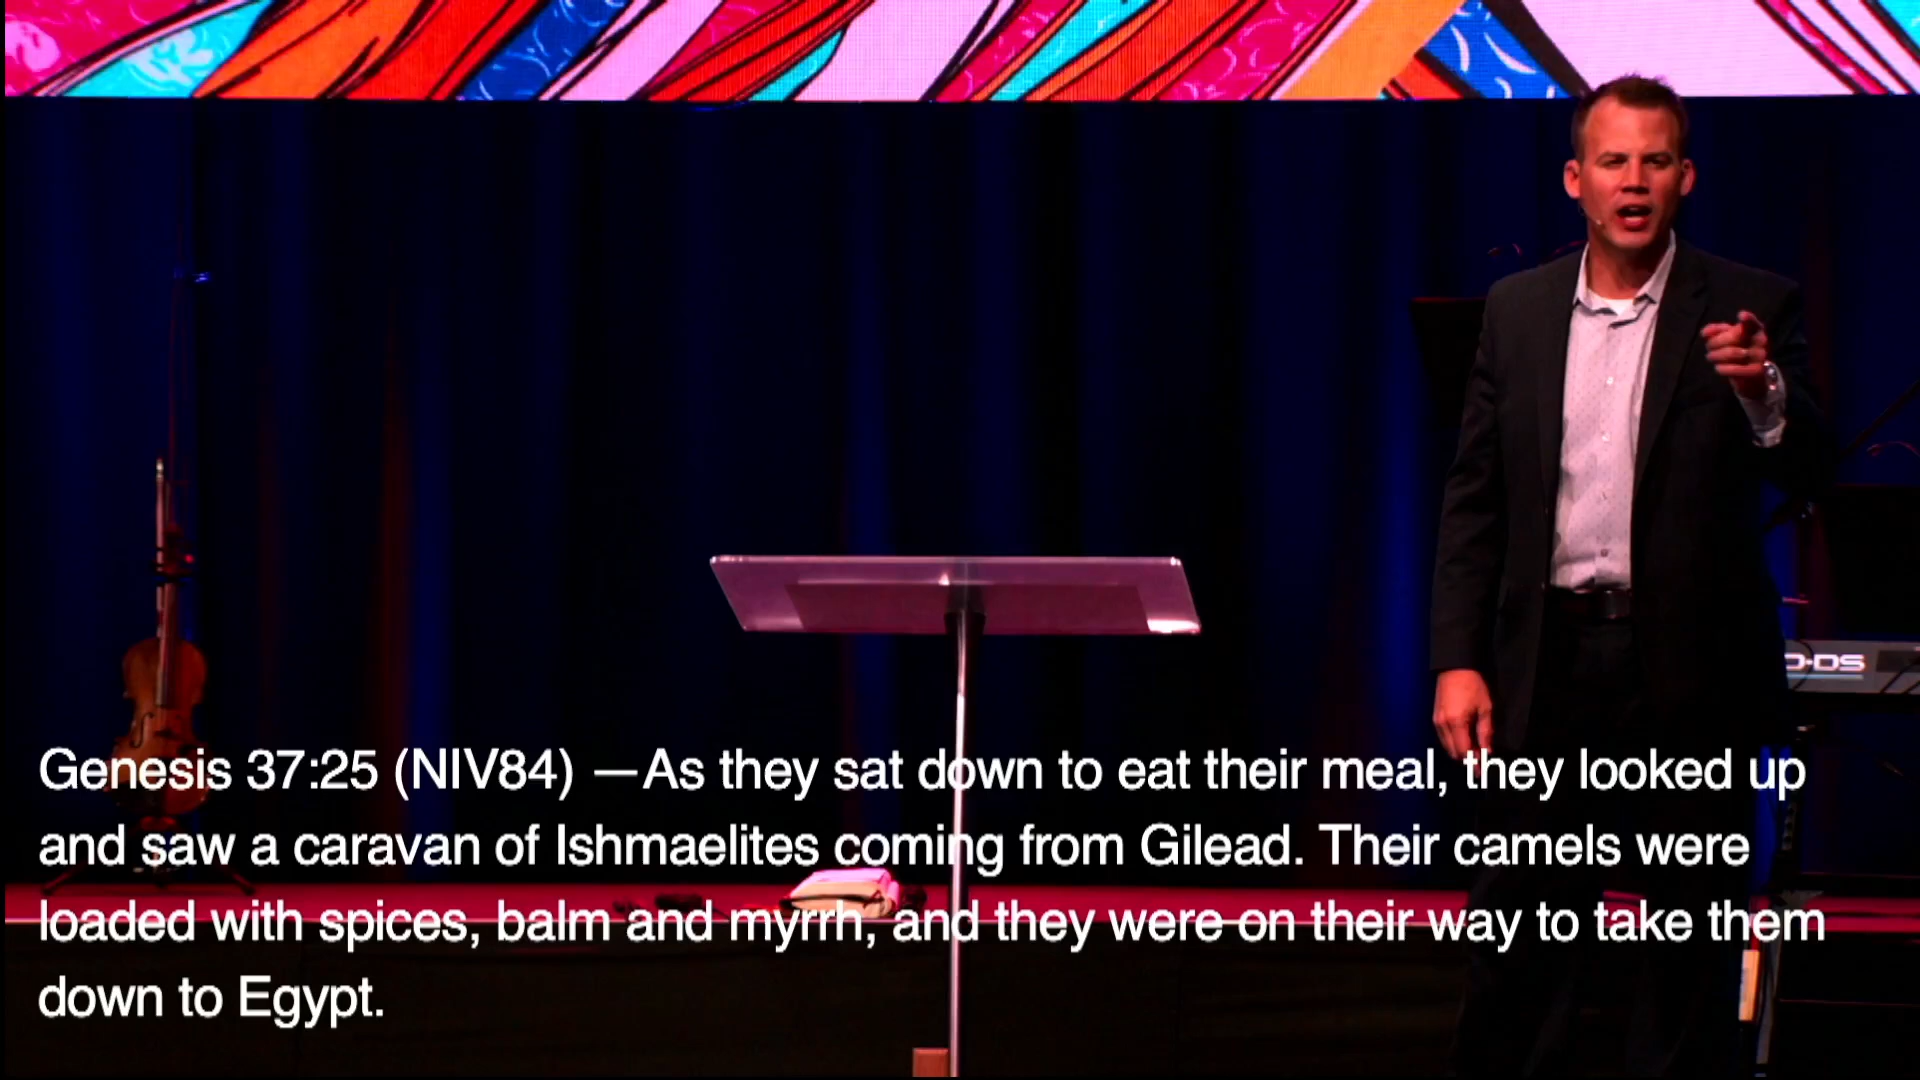 D-DS
Genesis 37:25 (NIV84) —As they sat down to eat their meal, they looked up
and saw a caravan of Ishmaelites coming from Gilead. Their camels were
loaded with spices, balm and myrrh, and they were on their way to take them
down to Egypt.